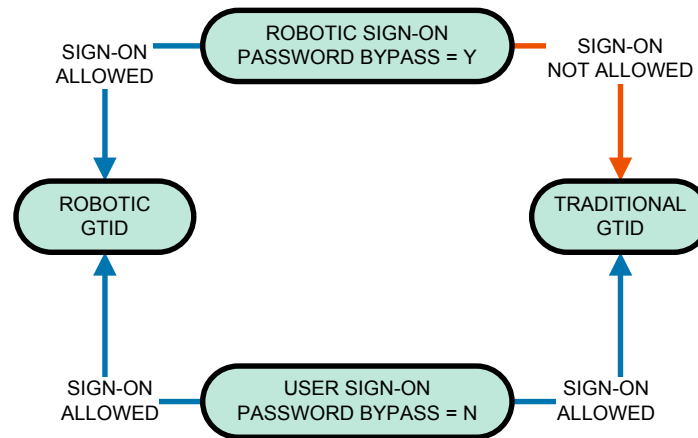 ROBOTIC SIGN-ON
PASSWORD BYPASS = Y
SIGN-ON
ALLOWED
SIGN-ON
NOT ALLOWED
ROBOTIC
GTID
TRADITIONAL
GTID
SIGN-ON
ALLOWED
USER SIGN-ON
PASSWORD BYPASS = N
SIGN-ON
ALLOWED